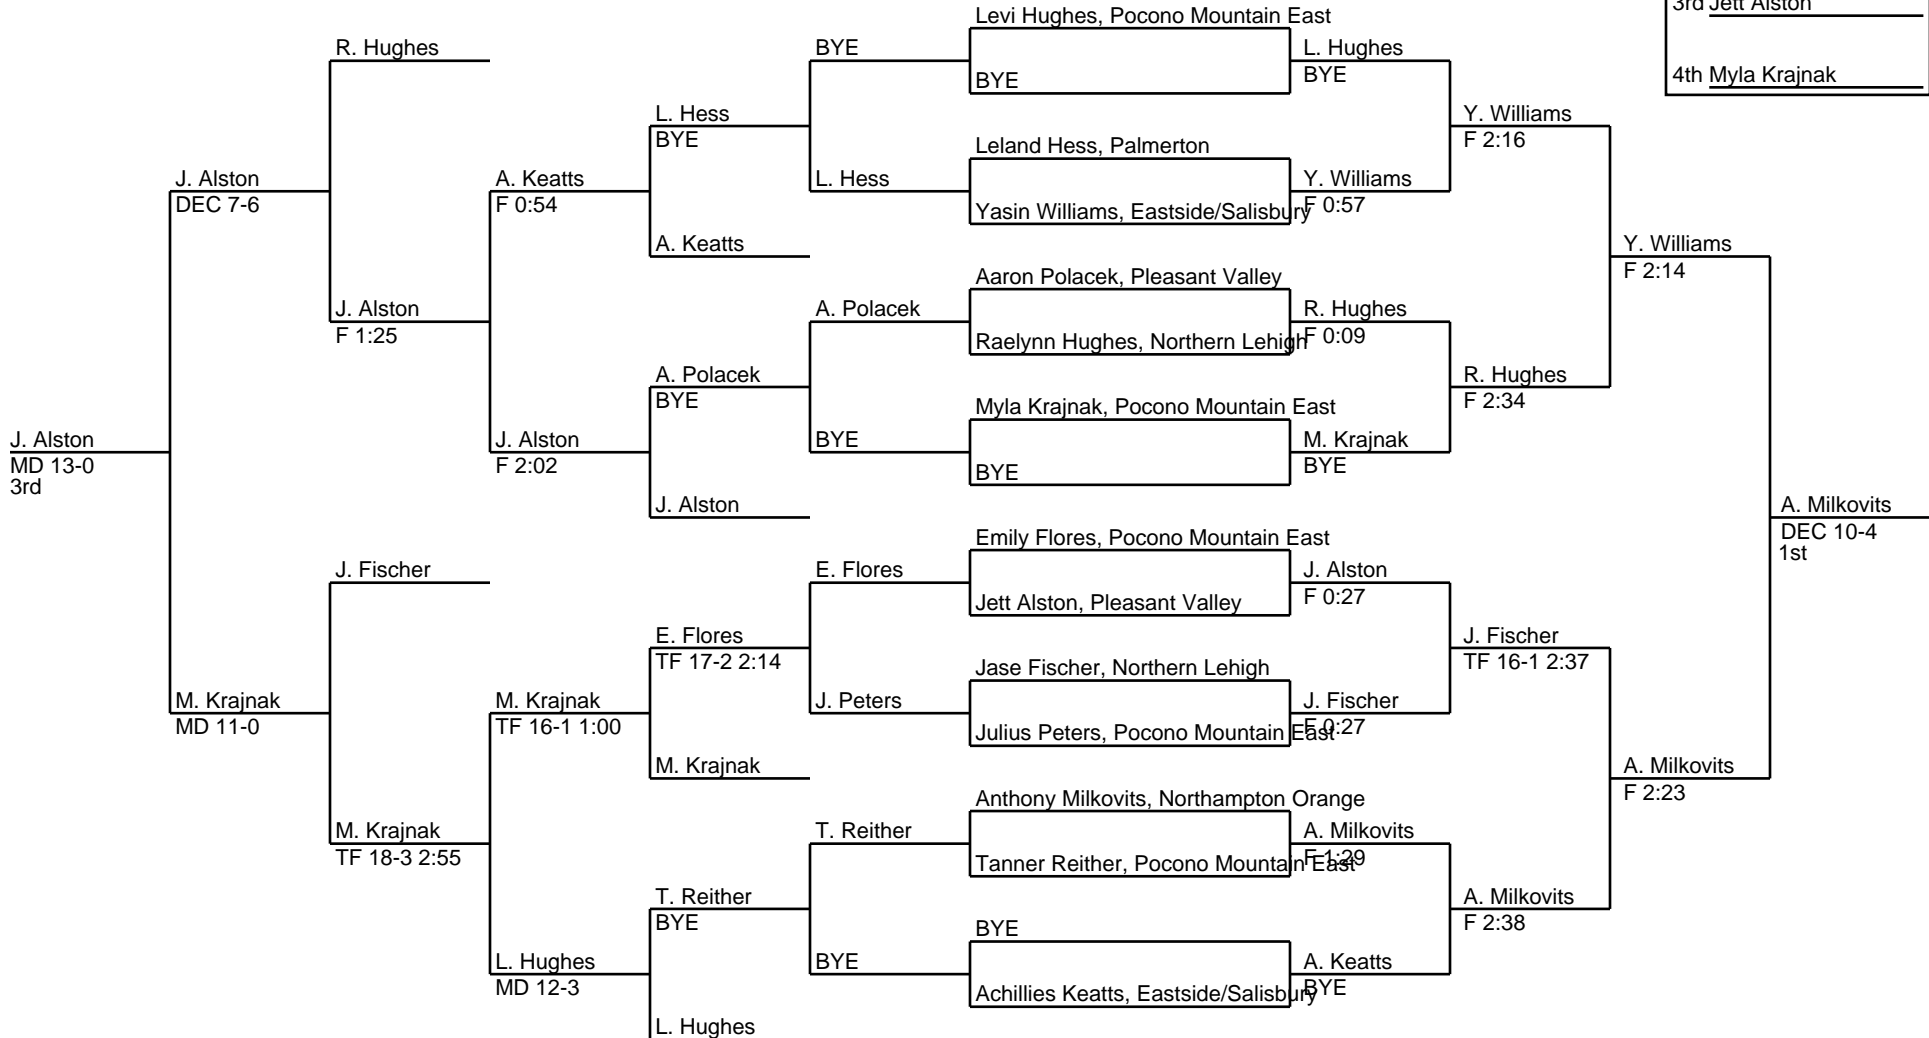 3rd Jett Alston
4th Myla Krajnak
Levi Hughes, Pocono Mountain East
BYE
Leland Hess, Palmerton
Yasin Williams, Eastside/Salisbury
Aaron Polacek, Pleasant Valley
Raelynn Hughes, Northern Lehigh
Myla Krajnak, Pocono Mountain East
BYE
Emily Flores, Pocono Mountain East
Jett Alston, Pleasant Valley
Jase Fischer, Northern Lehigh
Julius Peters, Pocono Mountain East
Anthony Milkovits, Northampton Orange
Tanner Reither, Pocono Mountain East
BYE
Achillies Keatts, Eastside/Salisbury
L. Hughes
BYE
Y. Williams
F 0:57
R. Hughes
F 0:09
M. Krajnak
BYE
J. Alston
F 0:27
J. Fischer
F 0:27
A. Milkovits
F 1:29
A. Keatts
BYE
Y. Williams
F 2:16
R. Hughes
F 2:34
J. Fischer
TF 16-1 2:37
A. Milkovits
F 2:38
Y. Williams
F 2:14
A. Milkovits
F 2:23
A. Milkovits
DEC 10-4
1st
BYE
L. Hess
A. Polacek
BYE
E. Flores
J. Peters
T. Reither
BYE
L. Hess
BYE
A. Keatts
A. Polacek
BYE
J. Alston
E. Flores
TF 17-2 2:14
M. Krajnak
T. Reither
BYE
L. Hughes
A. Keatts
F 0:54
J. Alston
F 2:02
M. Krajnak
TF 16-1 1:00
L. Hughes
MD 12-3
R. Hughes
J. Alston
F 1:25
J. Fischer
M. Krajnak
TF 18-3 2:55
J. Alston
DEC 7-6
M. Krajnak
MD 11-0
J. Alston
MD 13-0
3rd